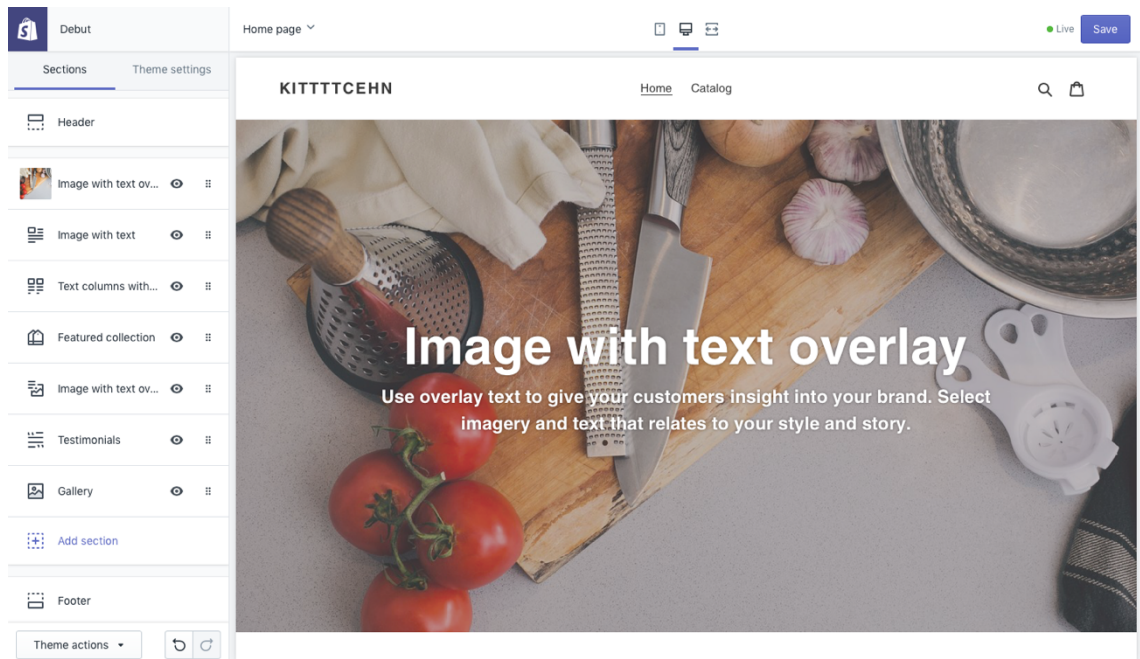 Debut
Home page
Live
Save
Sections
Theme settings
Header
Image with text ov...
Image with text
Text columns with...
Featured collection
Image with text ov...
Testimonials
Gallery
Add section
Footer
Theme actions
KITTTTCEHN
Home
Catalog
Image with text overlay
Use overlay text to give your customers insight into your brand. Select
imagery and text that relates to your style and story.